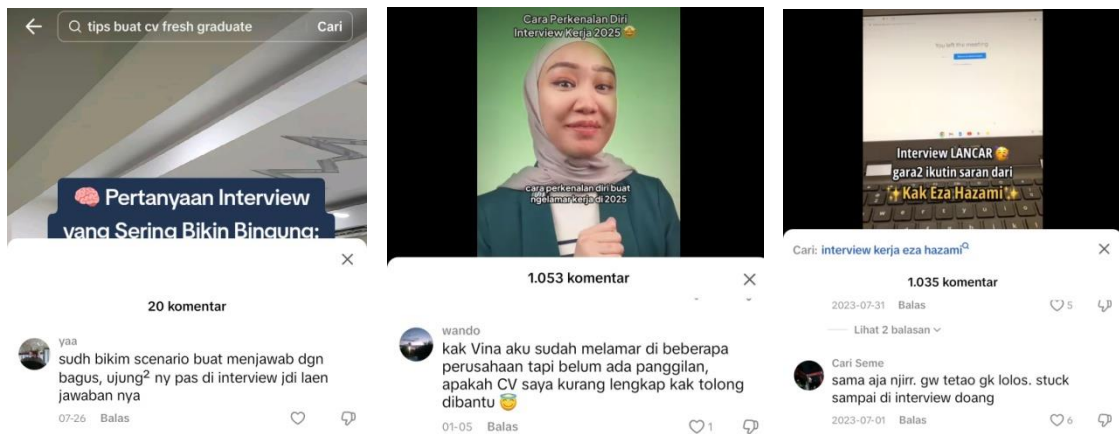 tips buat cv fresh graduate
Cari
🧠 Pertanyaan Interview
yang Sering Bikin Bingung:
20 komentar
yaa
sudh bikim scenario buat menjawab dgn
bagus, ujung² ny pas di interview jdi laen
jawaban nya
07-26 Balas
Cara Perkenalan Diri
Interview Kerja 2025 🤩
cara perkenalan diri buat
ngelamar kerja di 2025
1.053 komentar
wando
kak Vina aku sudah melamar di beberapa
perusahaan tapi belum ada panggilan,
apakah CV saya kurang lengkap kak tolong
dibantu 😇
01-05 Balas
1
You left the meeting
Interview LANCAR 🥳
gara2 ikutin saran dari
✨Kak Eza Hazami✨
Cari: interview kerja eza hazami
1.035 komentar
2023-07-31 Balas
5
Lihat 2 balasan
Cari Seme
sama aja njirr. gw tetao gk lolos. stuck
sampai di interview doang
2023-07-01 Balas
6